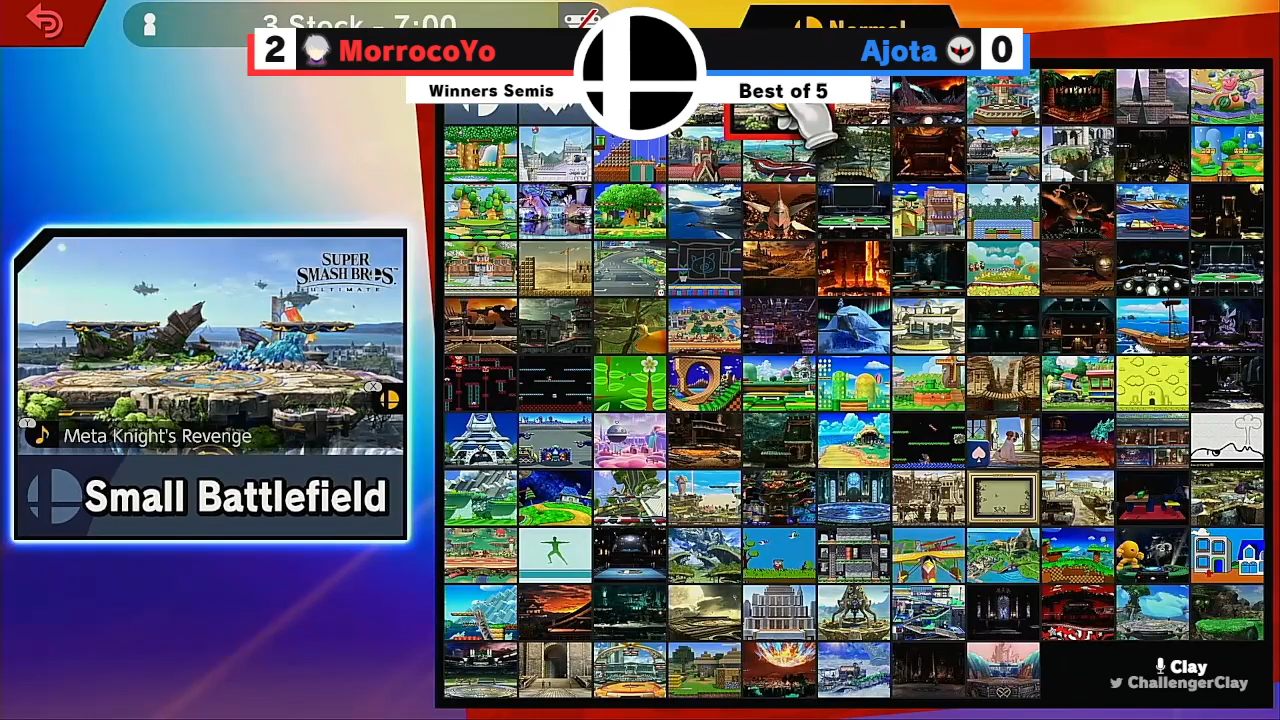 3 Stock - 7:00
Normal
2 MorrocoYo
Ajota 0
Winners Semis
Best of 5
SUPER
SMASH BROS.
ULTIMATE
X
Y
Meta Knight's Revenge
Small Battlefield
Clay
ChallengerClay